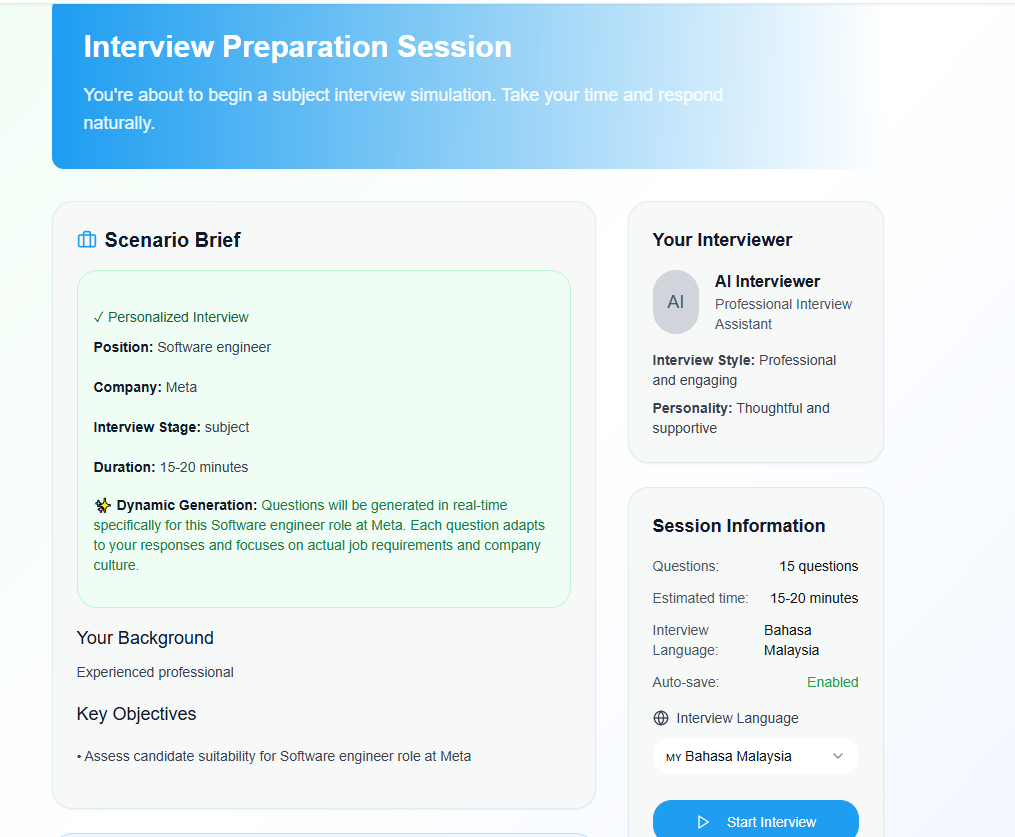 Interview Preparation Session
You're about to begin a subject interview simulation. Take your time and respond
naturally.
Scenario Brief
✓ Personalized Interview
Position: Software engineer
Company: Meta
Interview Stage: subject
Duration: 15-20 minutes
✨ Dynamic Generation: Questions will be generated in real-time
specifically for this Software engineer role at Meta. Each question adapts
to your responses and focuses on actual job requirements and company
culture.
Your Background
Experienced professional
Key Objectives
• Assess candidate suitability for Software engineer role at Meta
Your Interviewer
AI
AI Interviewer
Professional Interview
Assistant
Interview Style: Professional
and engaging
Personality: Thoughtful and
supportive
Session Information
Questions: 15 questions
Estimated time: 15-20 minutes
Interview Bahasa
Language: Malaysia
Auto-save: Enabled
Interview Language
MY Bahasa Malaysia
Start Interview